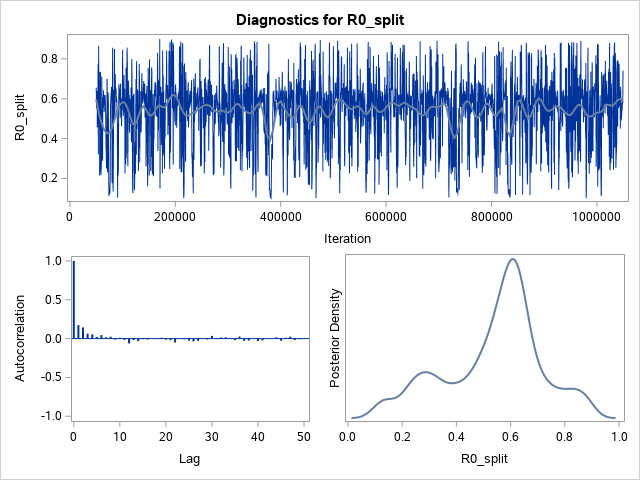 Diagnostics for R0_split
R0_split
0.8
0.6
0.4
0.2
0 200000 400000 600000 800000 1000000
Iteration
Autocorrelation
1.0
0.5
0.0
-0.5
-1.0
0 10 20 30 40 50
Lag
Posterior Density
0.0 0.2 0.4 0.6 0.8 1.0
R0_split